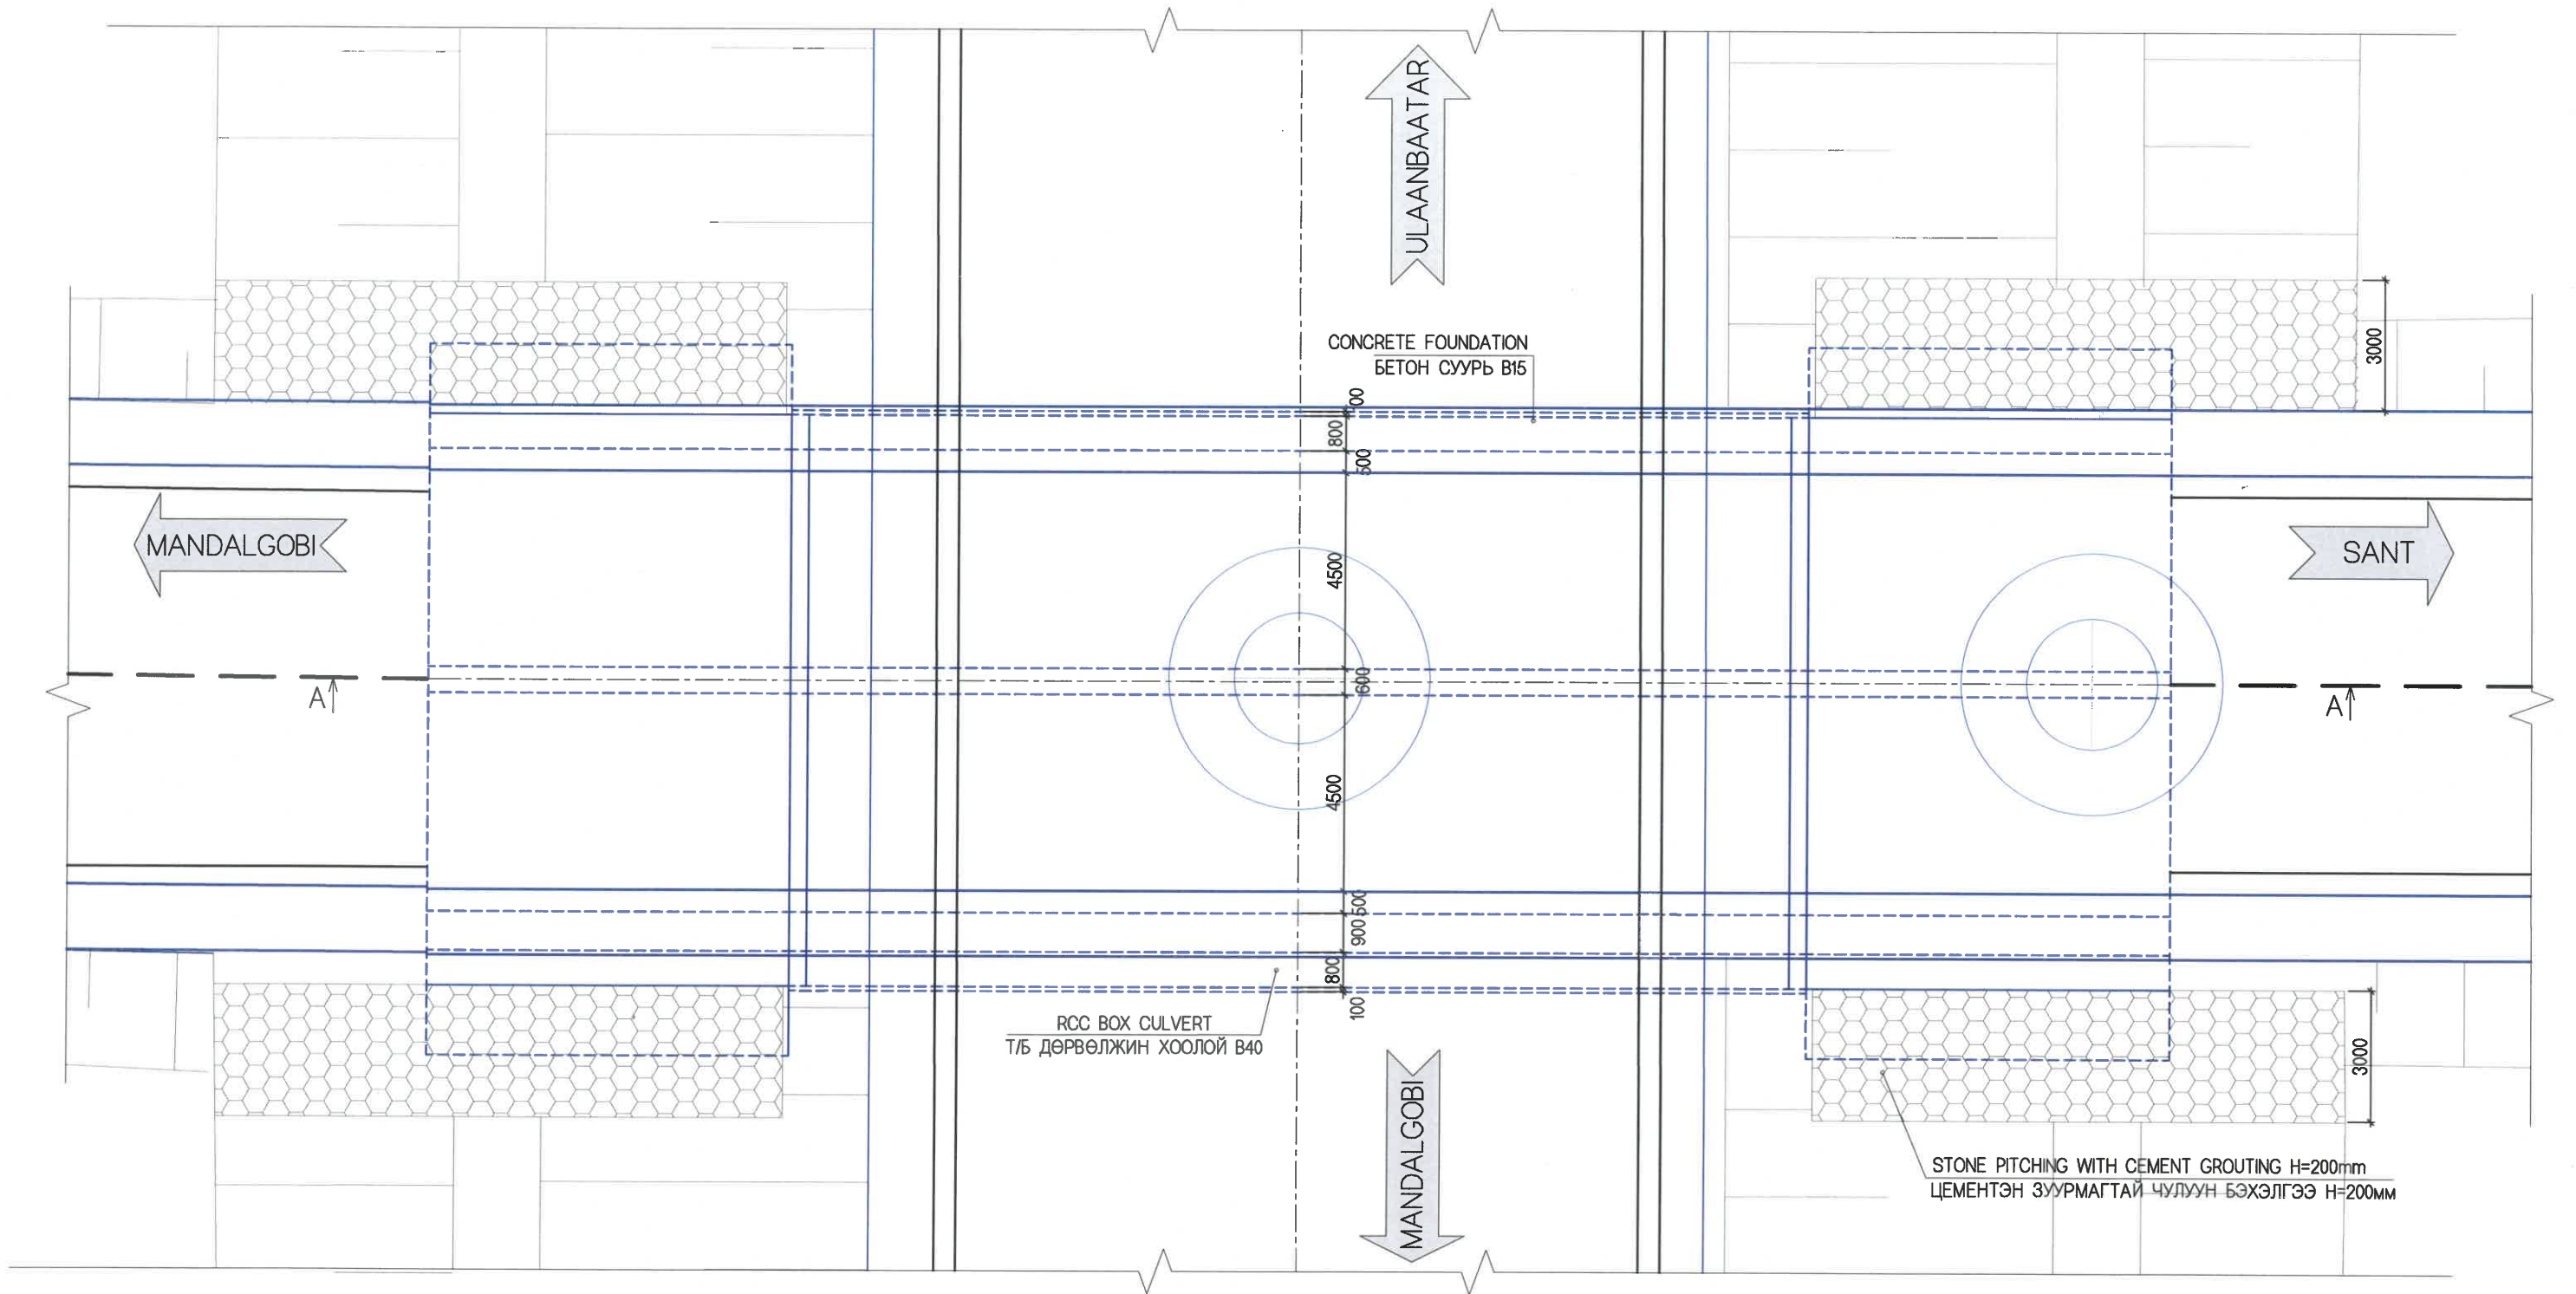 ULAANBAATAR
CONCRETE FOUNDATION
БЕТОН СУУРЬ B15
3000
800
500
MANDALGOBI
SANT
4500
600
A
A
4500
500
900
800
100
RCC BOX CULVERT
Т/Б ДӨРВӨЛЖИН ХООЛОЙ B40
3000
MANDALGOBI
STONE PITCHING WITH CEMENT GROUTING H=200mm
ЦЕМЕНТЭН ЗУУРМАГТАЙ ЧУЛУУН БЭХЭЛГЭЭ H=200мм